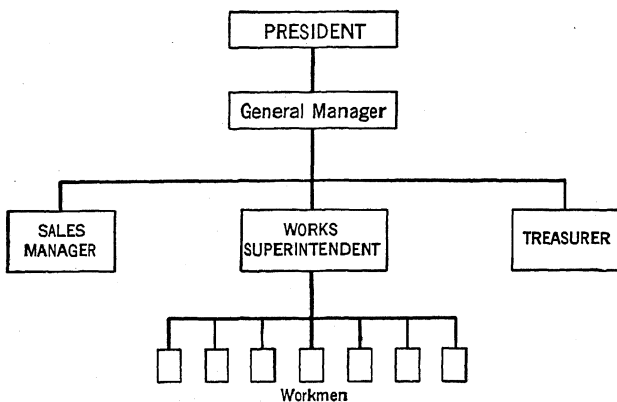 PRESIDENT
General Manager
SALES
MANAGER
WORKS
SUPERINTENDENT
TREASURER
Workmen